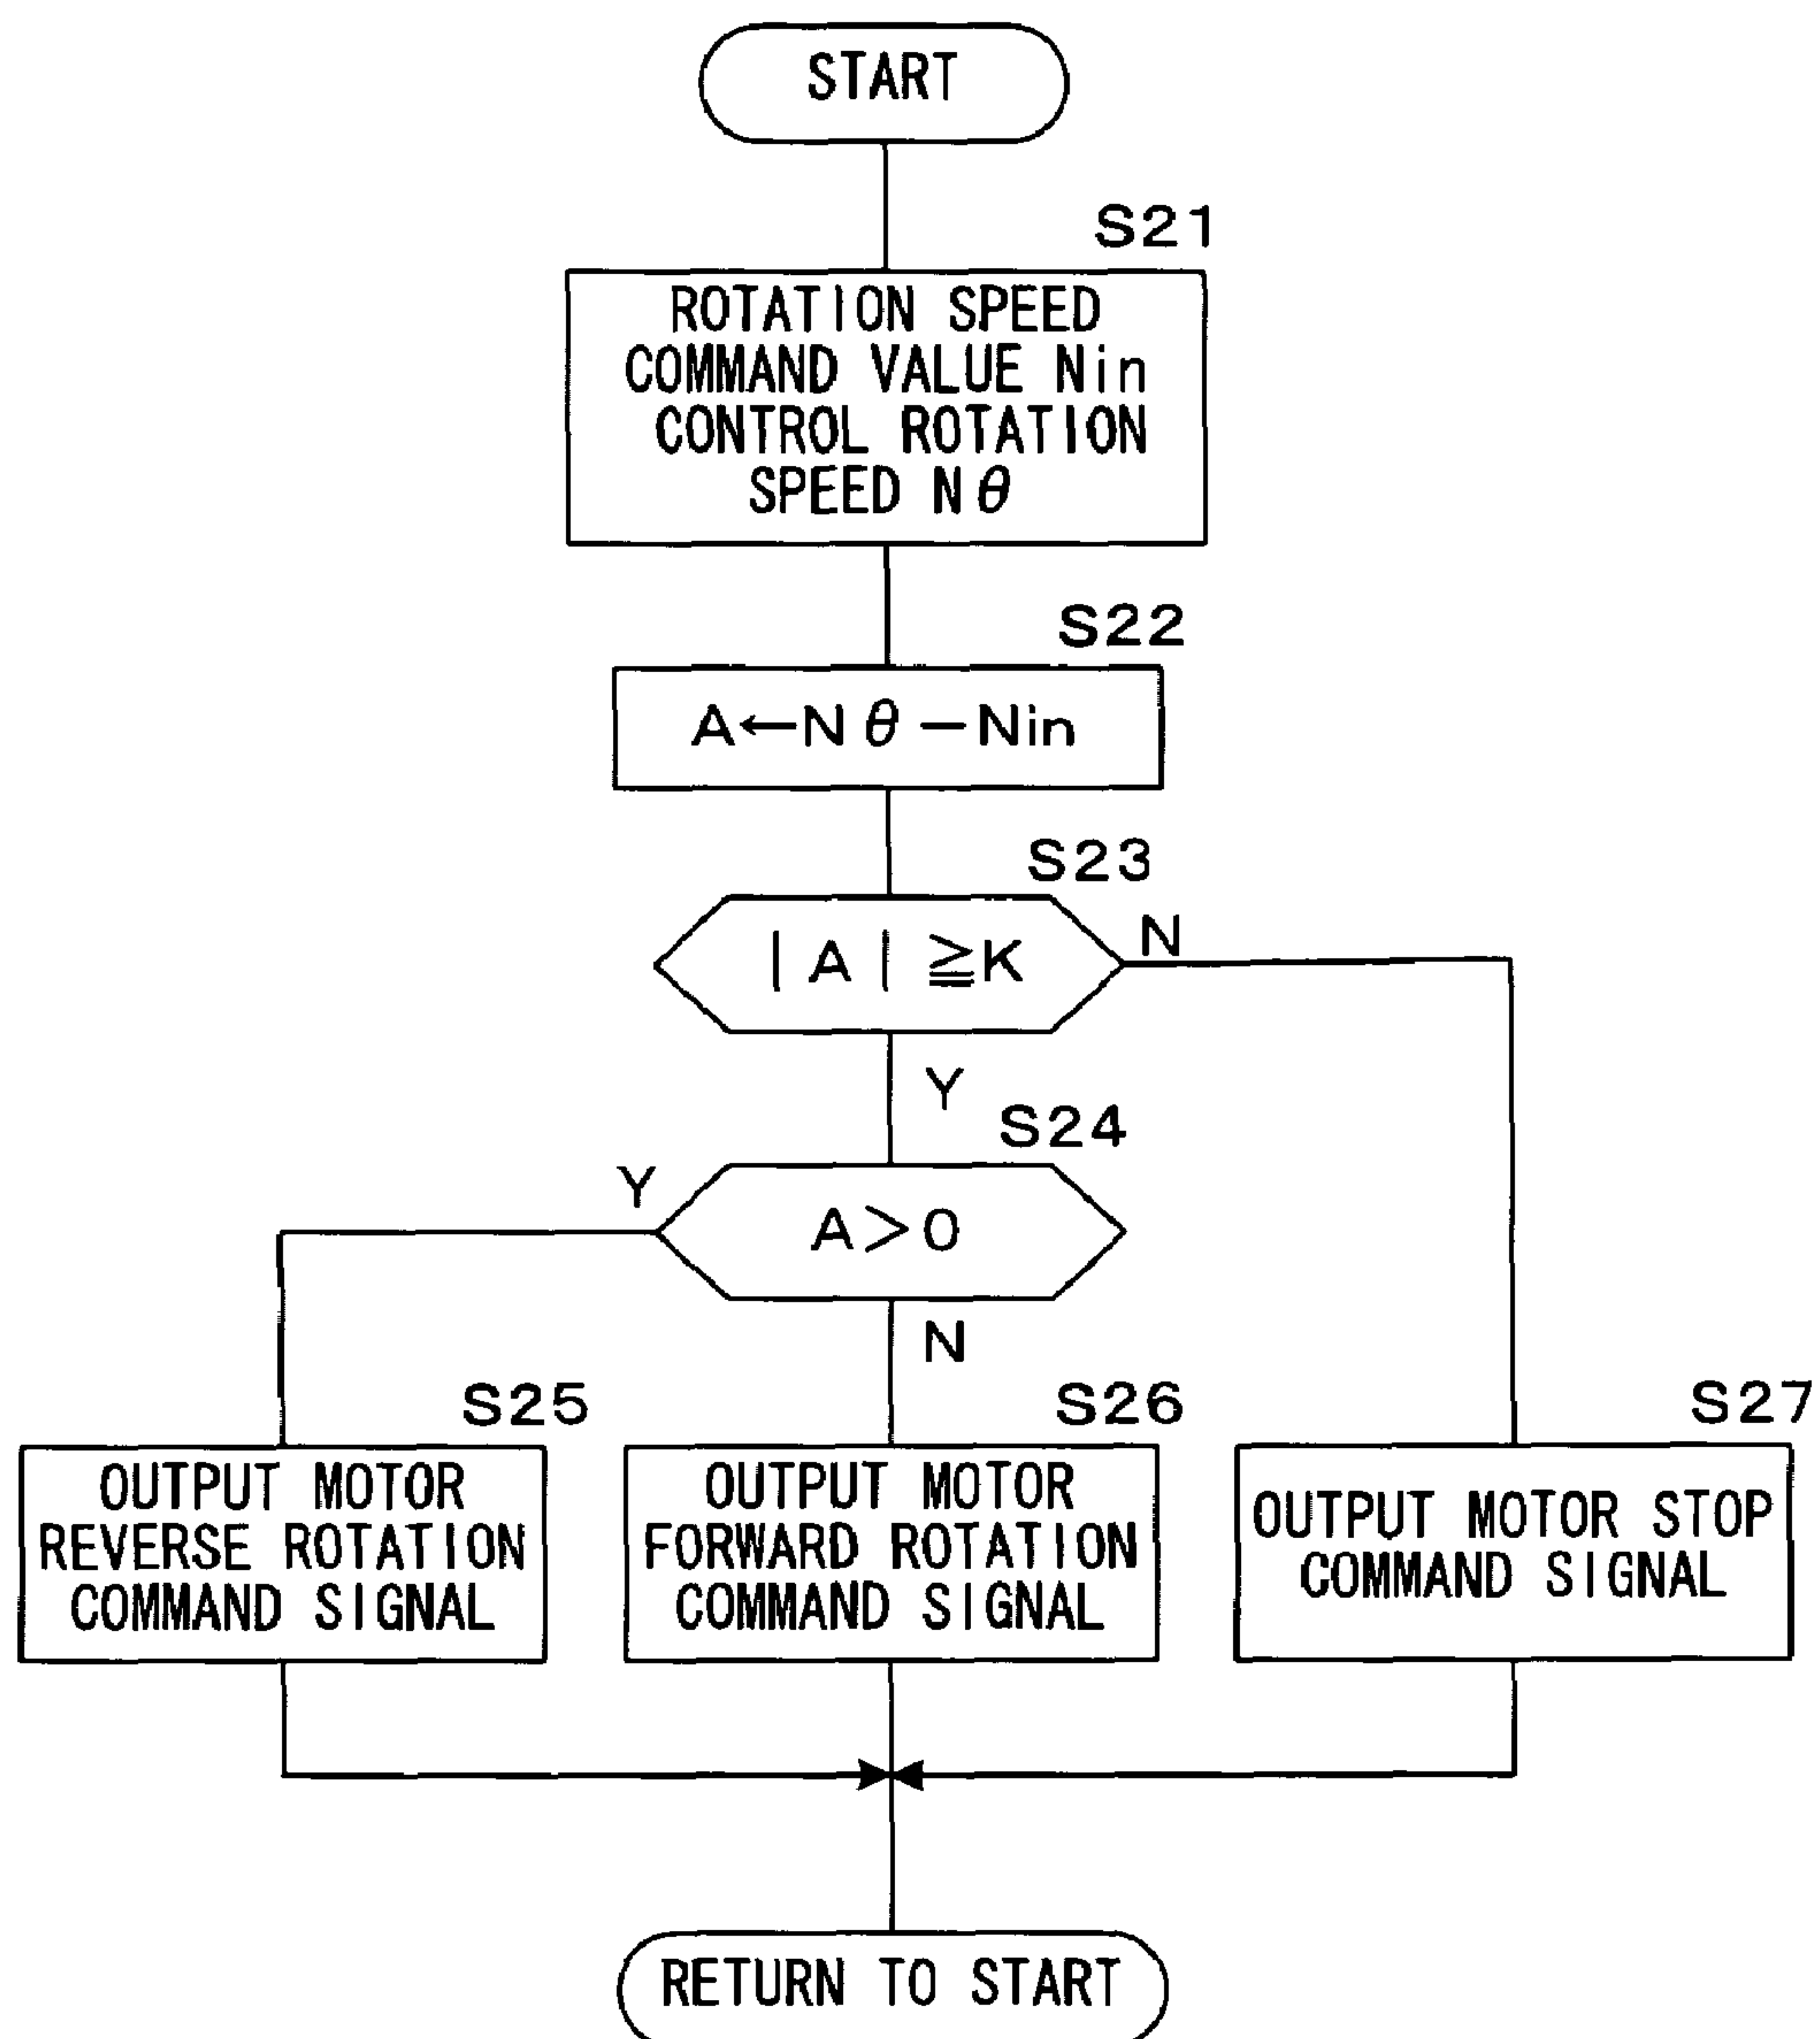 START
S21
ROTATION SPEED
COMMAND VALUE Nin
CONTROL ROTATION
SPEED Nθ
S22
A←Nθ−Nin
S23
|A|≧K
N
Y
S24
Y
A>0
N
S25
OUTPUT MOTOR
REVERSE ROTATION
COMMAND SIGNAL
S26
OUTPUT MOTOR
FORWARD ROTATION
COMMAND SIGNAL
S27
OUTPUT MOTOR STOP
COMMAND SIGNAL
RETURN TO START